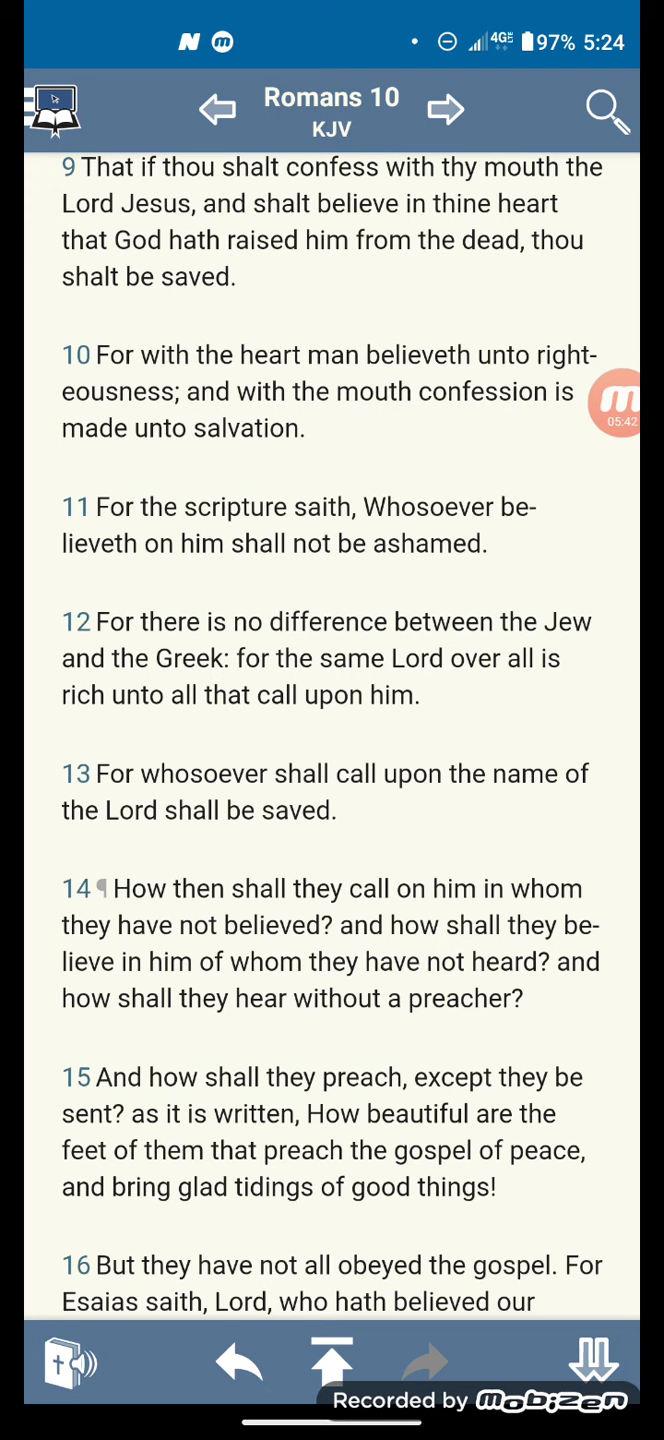 97% 5:24
Romans 10
KJV
9 That if thou shalt confess with thy mouth the
Lord Jesus, and shalt believe in thine heart
that God hath raised him from the dead, thou
shalt be saved.
10 For with the heart man believeth unto right-
eousness; and with the mouth confession is
made unto salvation.
05:42
11 For the scripture saith, Whosoever be-
lieveth on him shall not be ashamed.
12 For there is no difference between the Jew
and the Greek: for the same Lord over all is
rich unto all that call upon him.
13 For whosoever shall call upon the name of
the Lord shall be saved.
14 ¶ How then shall they call on him in whom
they have not believed? and how shall they be-
lieve in him of whom they have not heard? and
how shall they hear without a preacher?
15 And how shall they preach, except they be
sent? as it is written, How beautiful are the
feet of them that preach the gospel of peace,
and bring glad tidings of good things!
16 But they have not all obeyed the gospel. For
Esaias saith, Lord, who hath believed our
Recorded by mobizen